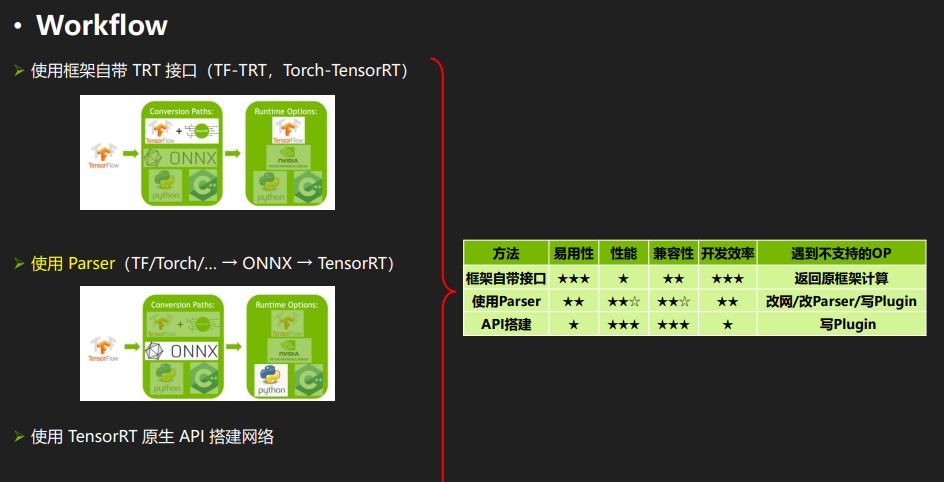 • Workflow
➢ 使用框架自带 TRT 接口（TF-TRT，Torch-TensorRT）
Conversion Paths:
Runtime Options:
TensorFlow
TensorFlow
+
TensorRT
TensorFlow
ONNX
NVIDIA
python
python
➢ 使用 Parser（TF/Torch/… → ONNX → TensorRT）
Conversion Paths:
Runtime Options:
TensorFlow
TensorFlow
+
TensorFlow
ONNX
NVIDIA
python
python
➢ 使用 TensorRT 原生 API 搭建网络
方法 易用性 性能 兼容性 开发效率 遇到不支持的OP
框架自带接口 ★★★ ★ ★★ ★★★ 返回原框架计算
使用Parser ★★ ★★☆ ★★☆ ★★ 改网/改Parser/写Plugin
API搭建 ★ ★★★ ★★★ ★ 写Plugin